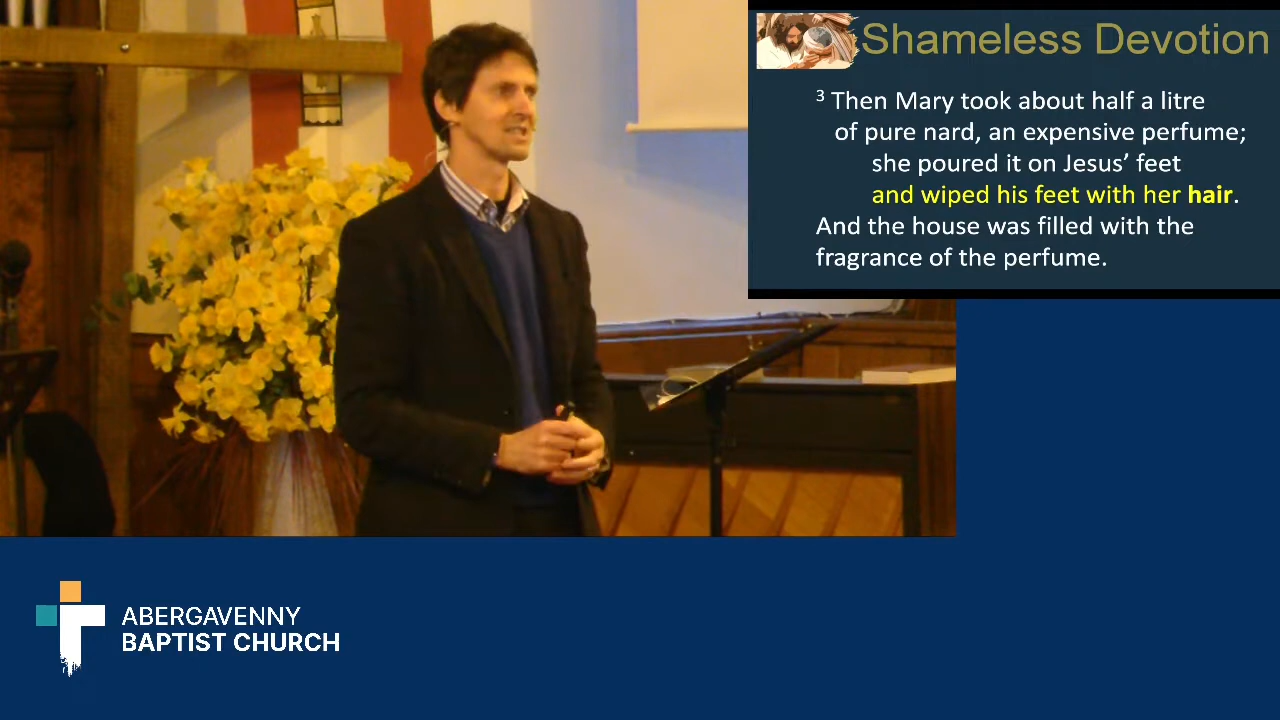 Shameless Devotion
3 Then Mary took about half a litre
of pure nard, an expensive perfume;
she poured it on Jesus’ feet
and wiped his feet with her hair.
And the house was filled with the
fragrance of the perfume.
ABERGAVENNY
BAPTIST CHURCH